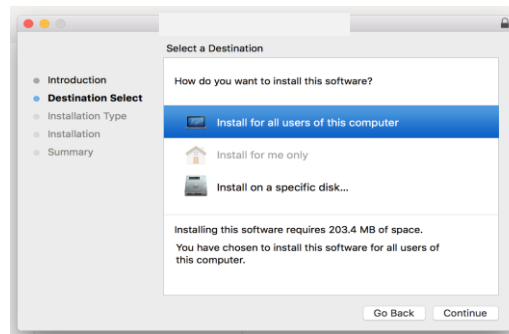 Select a Destination
Introduction
Destination Select
Installation Type
Installation
Summary
How do you want to install this software?
Install for all users of this computer
Install for me only
Install on a specific disk...
Installing this software requires 203.4 MB of space.
You have chosen to install this software for all users of
this computer.
Go Back
Continue